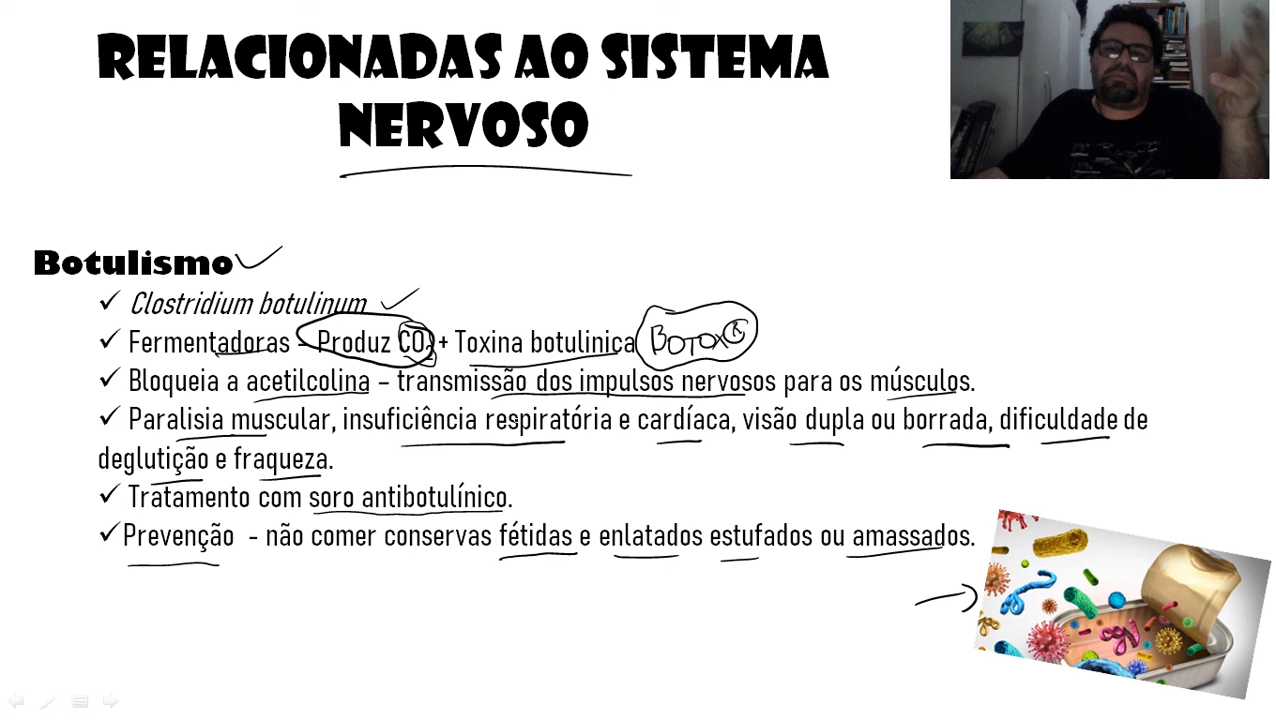 RELACIONADAS AO SISTEMA
NERVOSO
Botulismo
✓ Clostridium botulinum
✓ Fermentadoras – Produz CO₂ + Toxina botulinica BOTOX®
✓ Bloqueia a acetilcolina – transmissão dos impulsos nervosos para os músculos.
✓ Paralisia muscular, insuficiência respiratória e cardíaca, visão dupla ou borrada, dificuldade de
deglutição e fraqueza.
✓ Tratamento com soro antibotulínico.
✓ Prevenção - não comer conservas fétidas e enlatados estufados ou amassados.